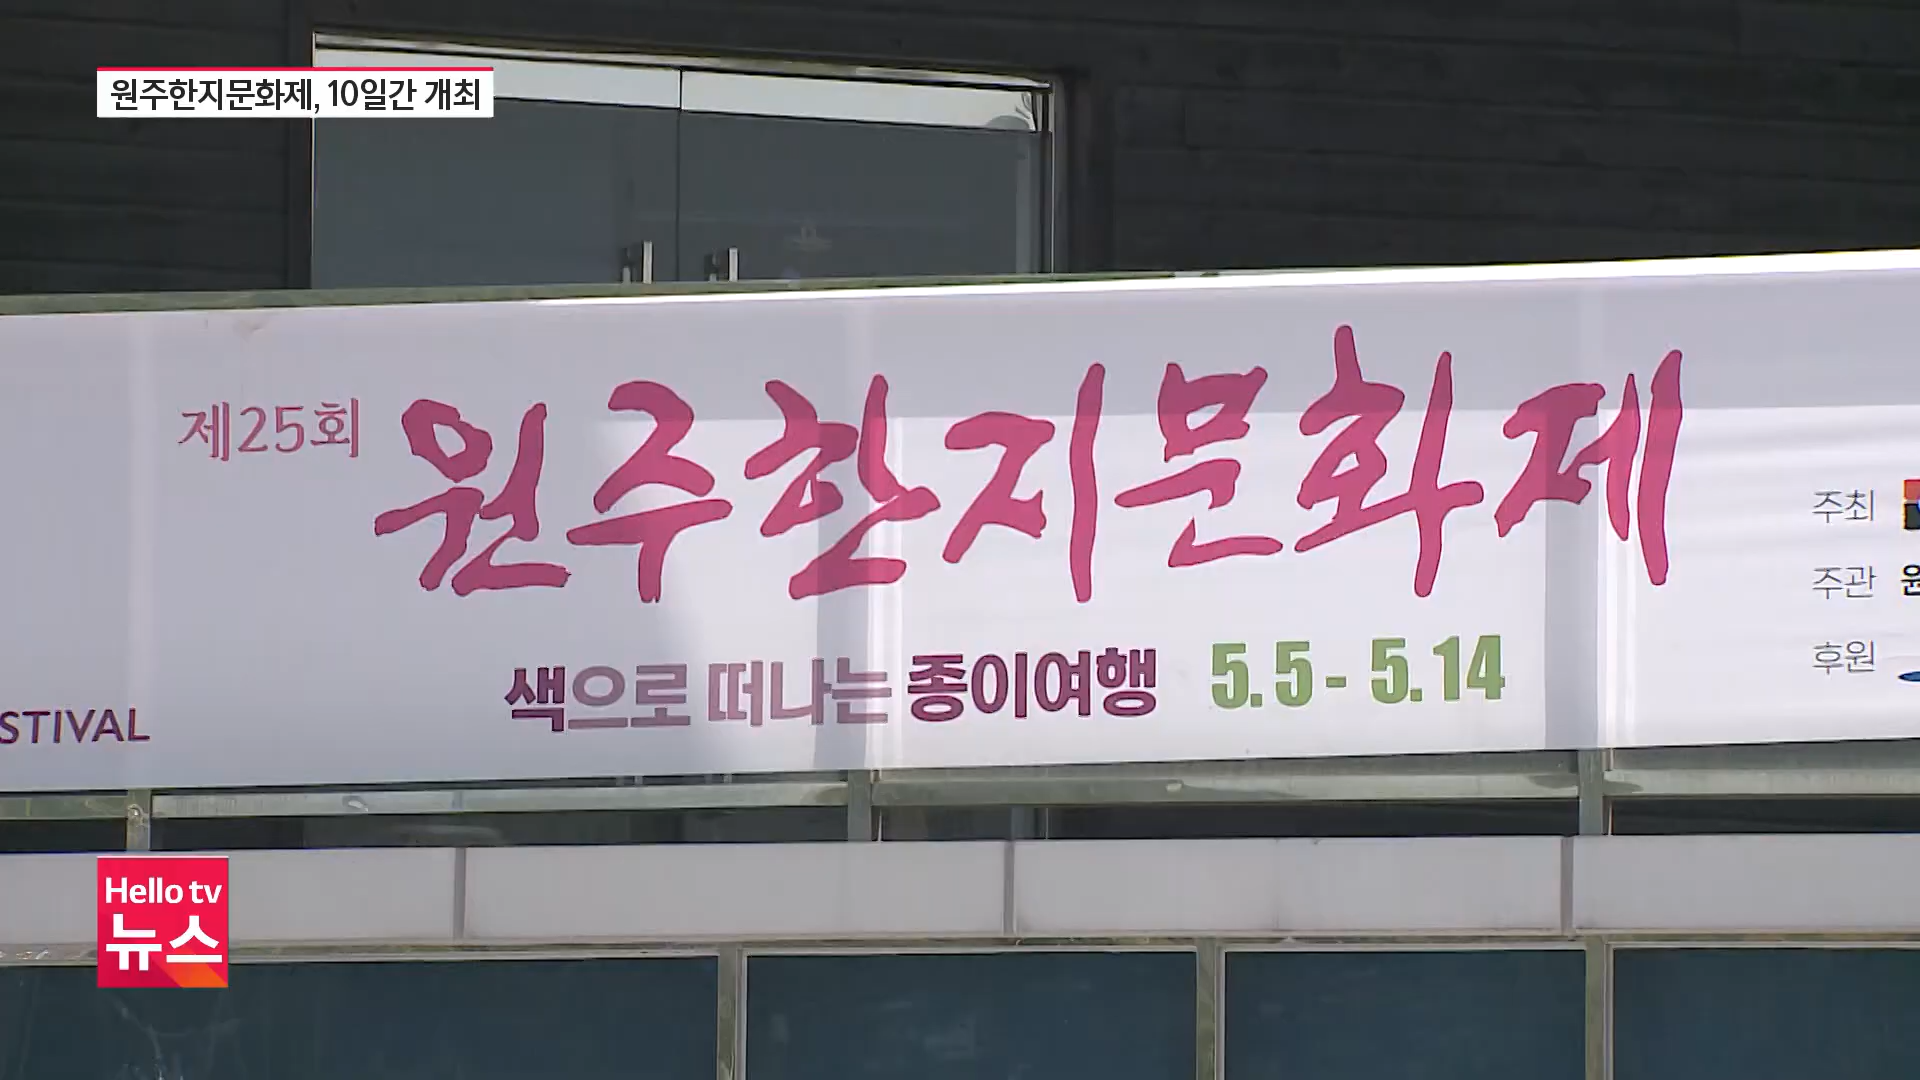 원주한지문화제, 10일간 개최
제25회 원주한지문화제
색으로 떠나는 종이여행 5.5 - 5.14
STIVAL
주최
주관 원
후원
Hello tv
뉴스